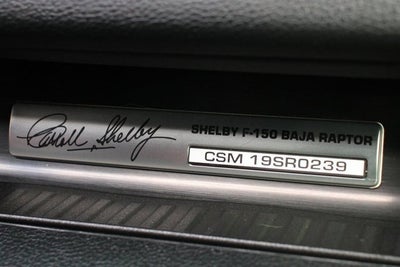 Carroll Shelby
SHELBY F-150 BAJA RAPTOR
CSM 19SR0239